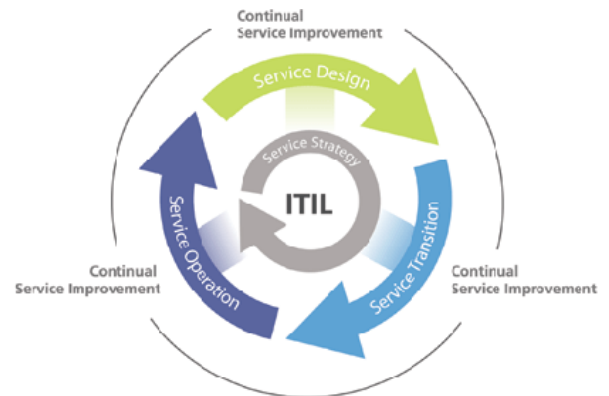 Continual
Service Improvement
Service Design
Service Strategy
ITIL
Service Operation
Service Transition
Continual
Service Improvement
Continual
Service Improvement